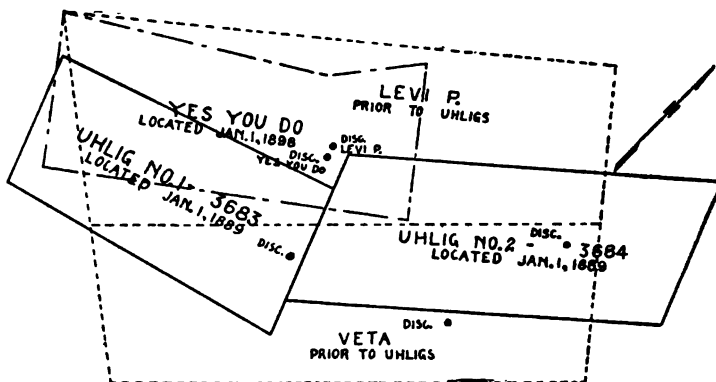 LEVI P.
PRIOR TO UHLIGS
YES YOU DO
LOCATED JAN.1,1898
DISC.
LEVI P.
DISC.
YES YOU DO
UHLIG NO.1- 3683
LOCATED JAN.1,1889
DISC.
UHLIG NO.2 - 3684
LOCATED JAN.1,1889
DISC.
DISC.
VETA
PRIOR TO UHLIGS